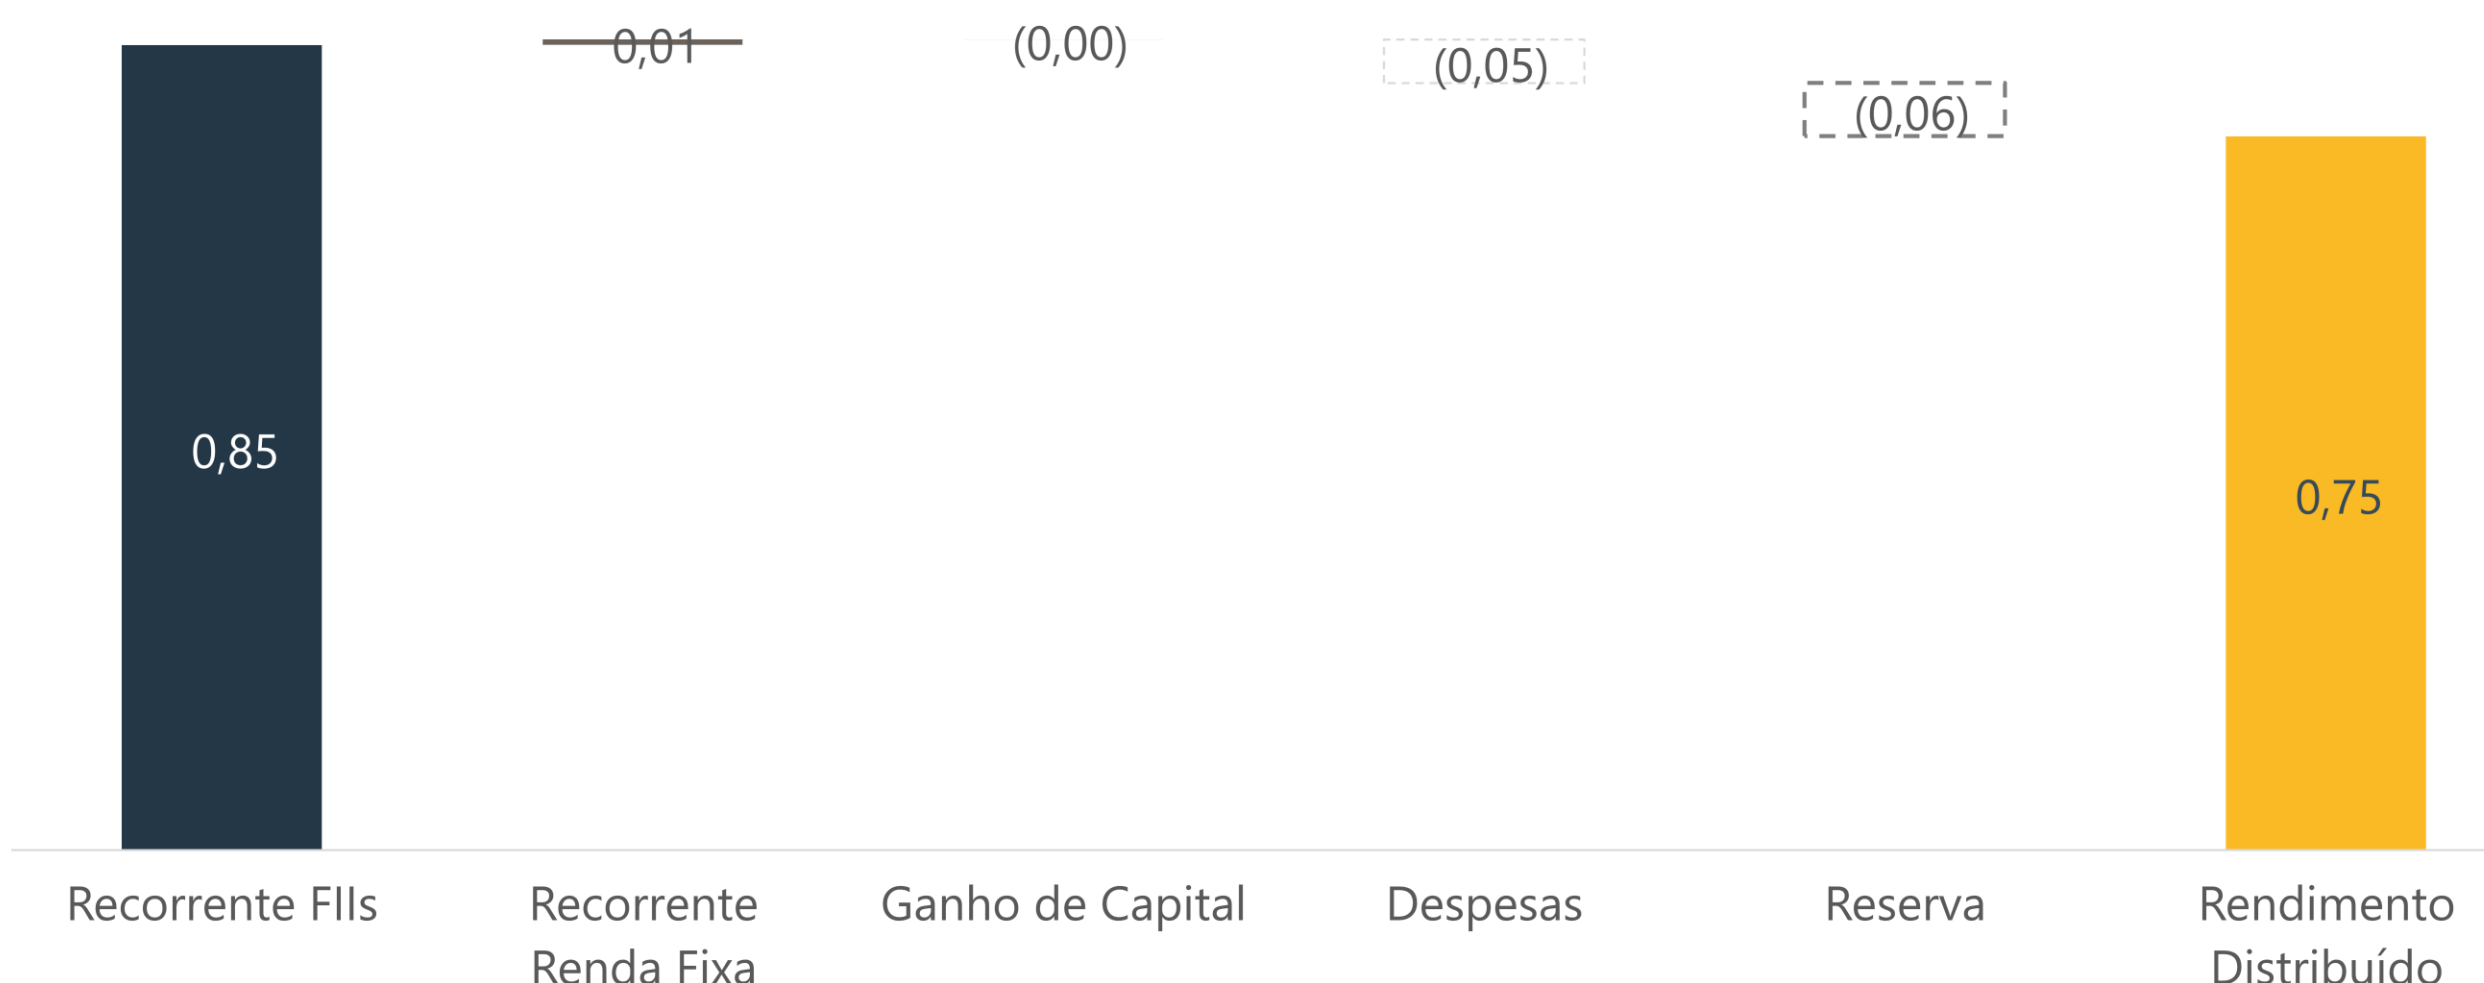 0,01
(0,00)
(0,05)
(0,06)
0,85
0,75
Recorrente FIIs
Recorrente
Renda Fixa
Ganho de Capital
Despesas
Reserva
Rendimento
Distribuído